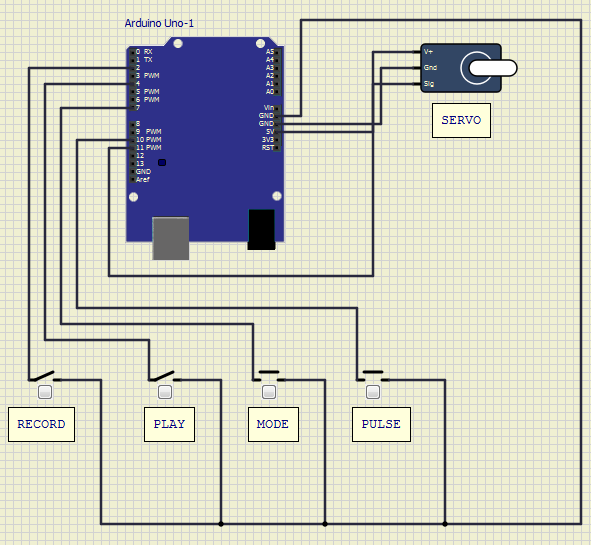 Arduino Uno-1
0 RX
1 TX
2
3 PWM
4
5 PWM
6 PWM
7
8
9 PWM
10 PWM
11 PWM
12
13
GND
Aref
A5
A4
A3
A2
A1
A0
Vin
GND
GND
5V
3V3
RST
V+
Gnd
Sig
SERVO
RECORD
PLAY
MODE
PULSE